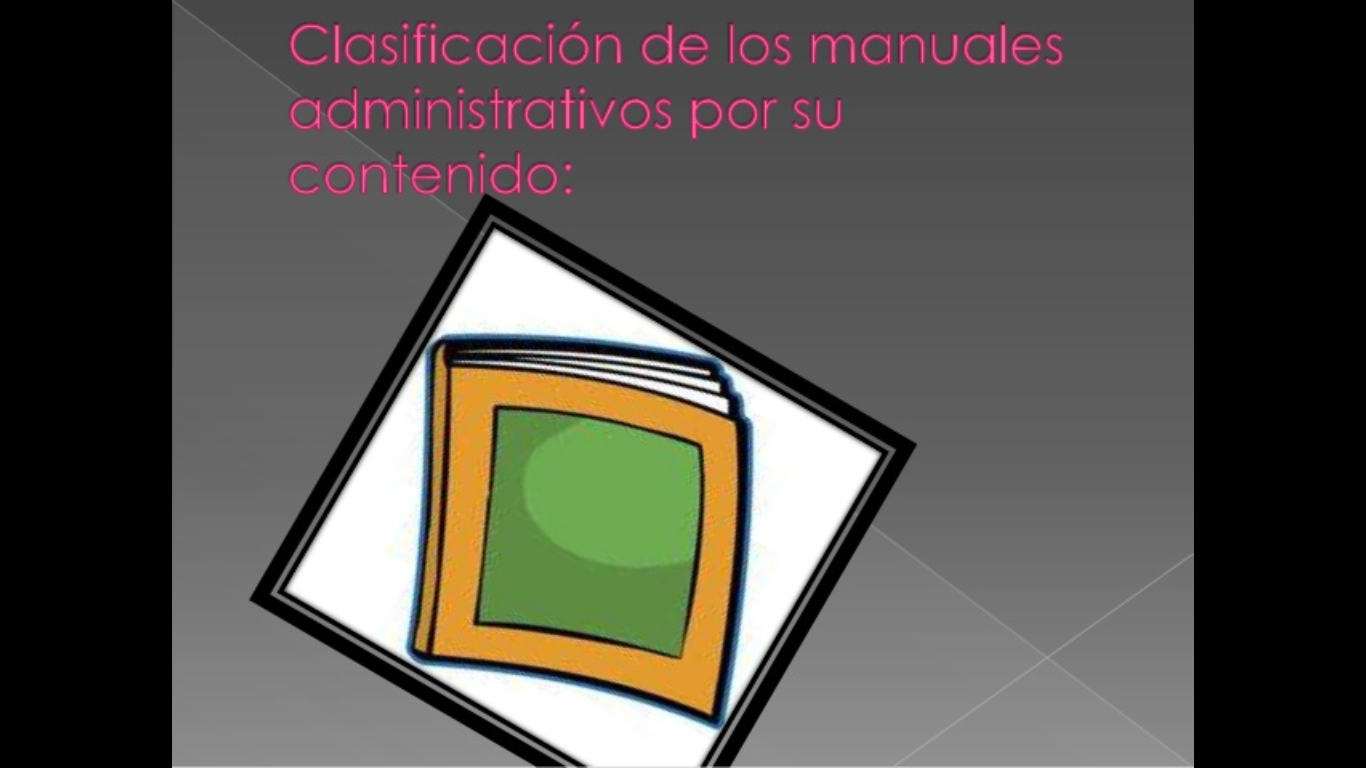 Clasificación de los manuales
administrativos por su
contenido: